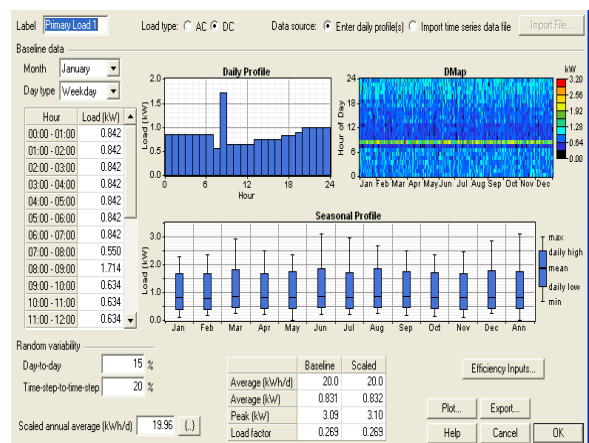 Label Primary Load 1 Load type: AC DC Data source: Enter daily profile(s) Import time series data file Import File...
Baseline data
Month January
Day type Weekday
Hour Load (kW)
00:00 - 01:00 0.842
01:00 - 02:00 0.842
02:00 - 03:00 0.842
03:00 - 04:00 0.842
04:00 - 05:00 0.842
05:00 - 06:00 0.842
06:00 - 07:00 0.842
07:00 - 08:00 0.550
08:00 - 09:00 1.714
09:00 - 10:00 0.634
10:00 - 11:00 0.634
11:00 - 12:00 0.634
Daily Profile
Load (kW)
2.0
1.5
1.0
0.5
0.0
0 6 12 18 24
Hour
DMap
Hour of Day
24
18
12
6
0
Jan Feb Mar Apr May Jun Jul Aug Sep Oct Nov Dec
kW
3.20
2.56
1.92
1.28
0.64
0.00
Seasonal Profile
Load (kW)
3.0
2.0
1.0
0.0
Jan Feb Mar Apr May Jun Jul Aug Sep Oct Nov Dec Ann
max
daily high
mean
daily low
min
Random variability
Day-to-day 15 %
Time-step-to-time-step 20 %
Scaled annual average (kWh/d) 19.96 {..}
Baseline Scaled
Average (kWh/d) 20.0 20.0
Average (kW) 0.831 0.832
Peak (kW) 3.09 3.10
Load factor 0.269 0.269
Efficiency Inputs...
Plot... Export...
Help Cancel OK